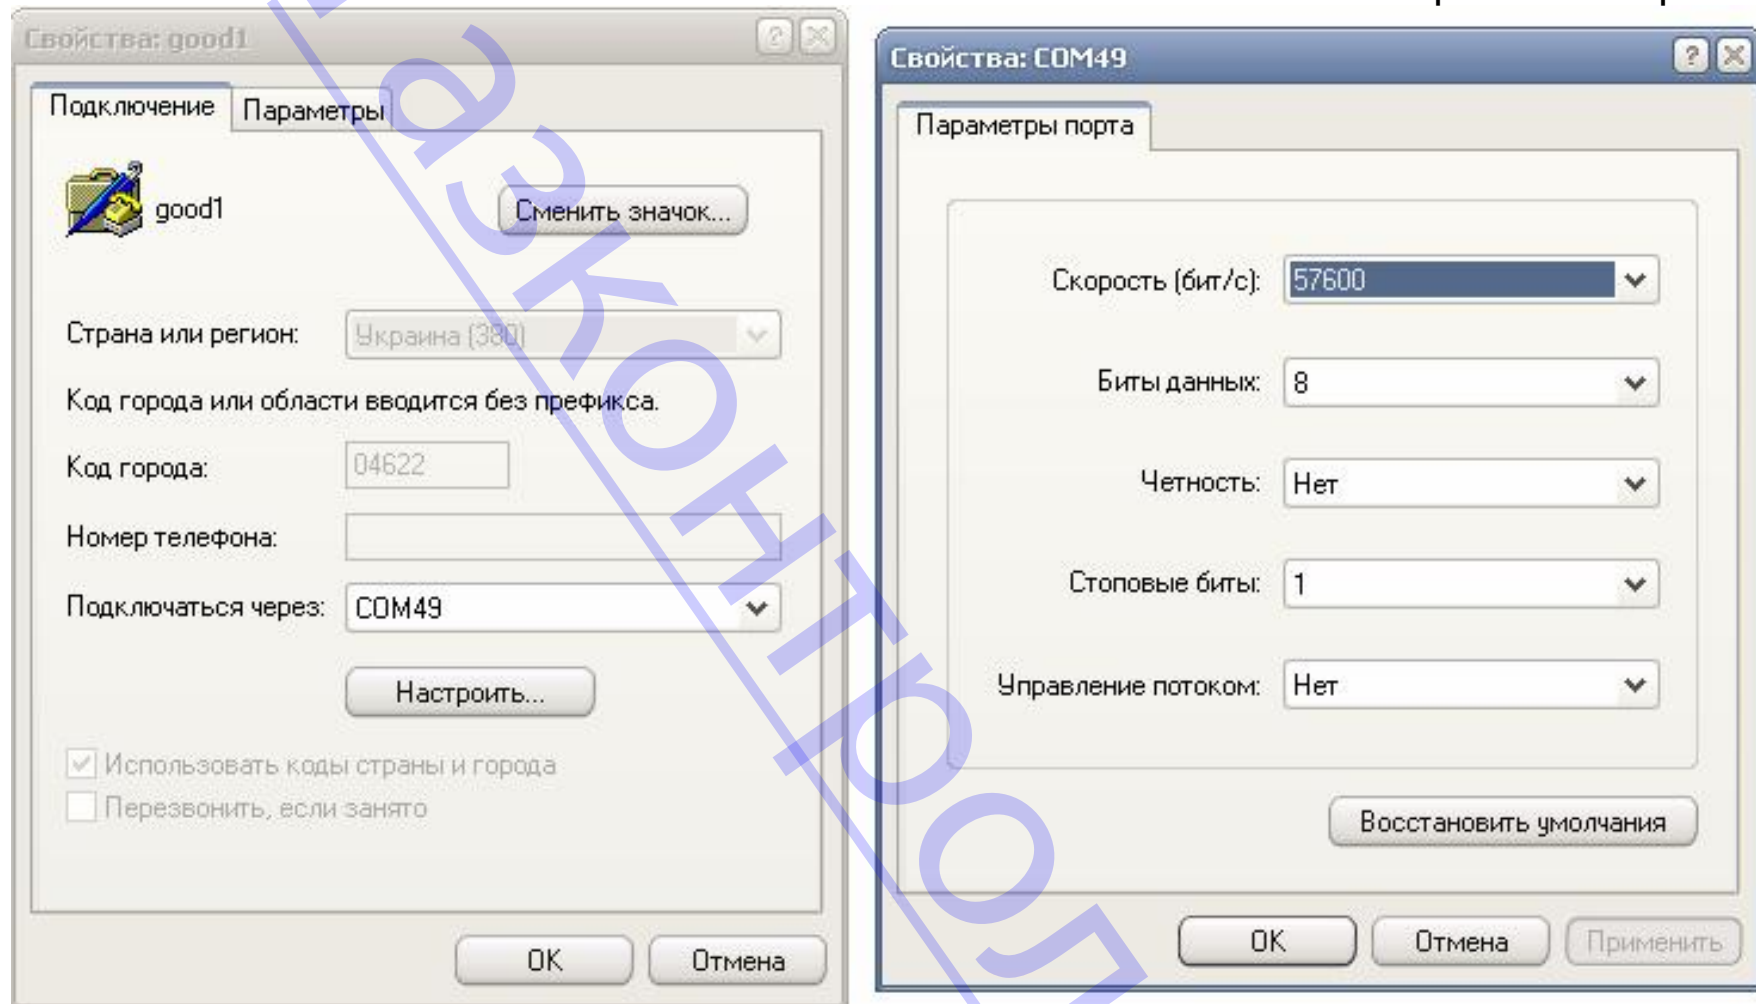 Свойства: good1
Подключение
Параметры
good1
Сменить значок...
Страна или регион:
Украина (380)
Код города или области вводится без префикса.
Код города:
04622
Номер телефона:
Подключаться через:
COM49
Настроить...
Использовать коды страны и города
Перезвонить, если занято
OK
Отмена
Свойства: COM49
Параметры порта
Скорость (бит/с):
57600
Биты данных:
8
Четность:
Нет
Стоповые биты:
1
Управление потоком:
Нет
Восстановить умолчания
OK
Отмена
Применить
азконтрол